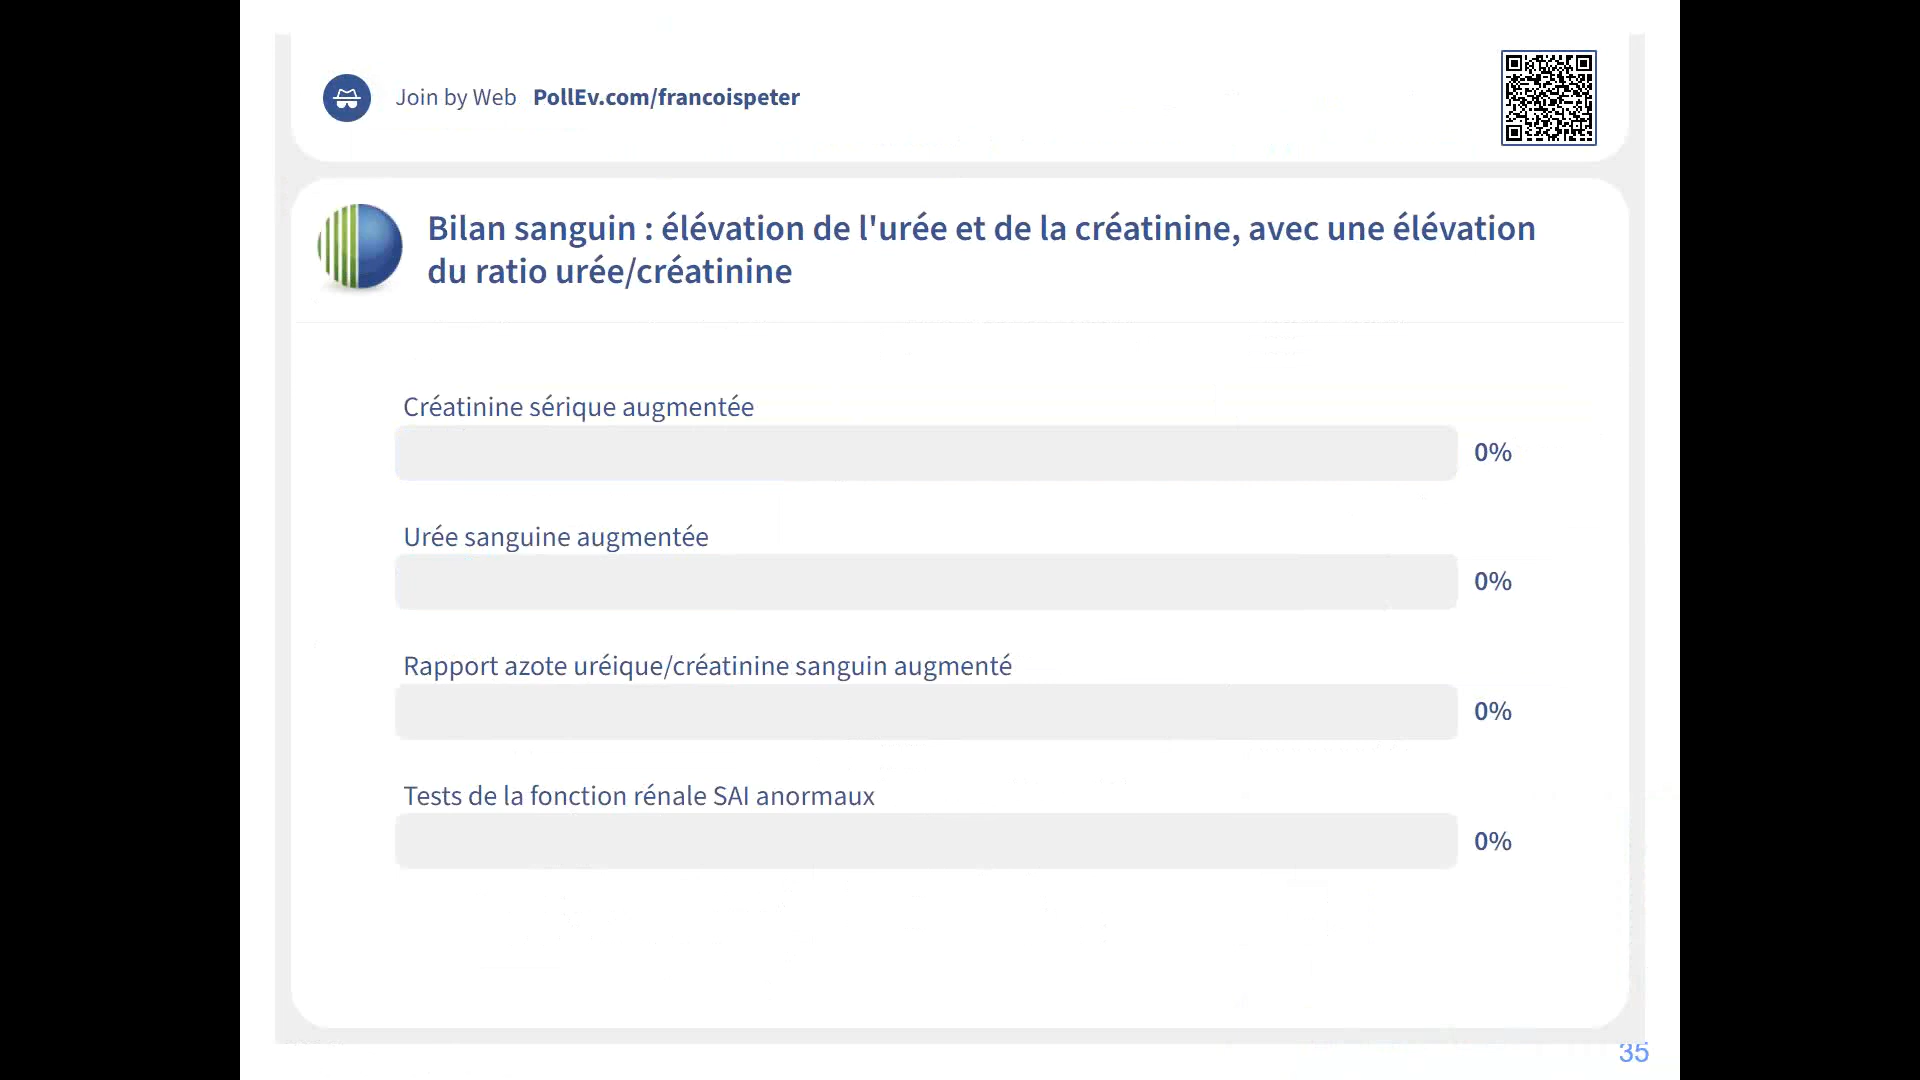 Join by Web PollEv.com/francoispeter
Bilan sanguin : élévation de l'urée et de la créatinine, avec une élévation
du ratio urée/créatinine
Créatinine sérique augmentée
0%
Urée sanguine augmentée
0%
Rapport azote uréique/créatinine sanguin augmenté
0%
Tests de la fonction rénale SAI anormaux
0%
35